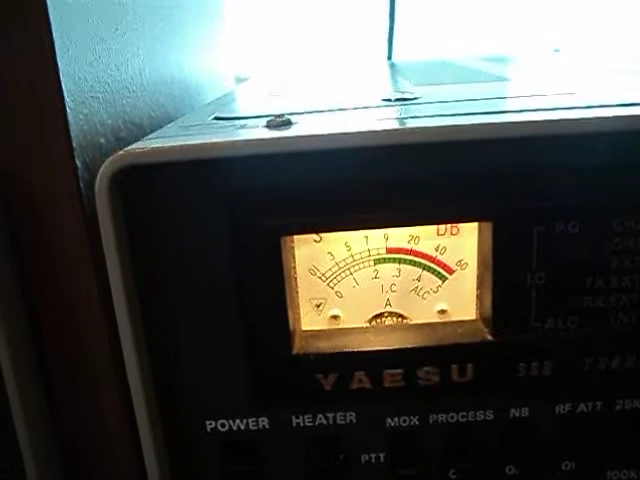 S DB
01 3 5 7 9 20 40 60
0 .1 .2 .3 .4 .5
I.C ALC
A
PO
IC
ALC
YAESU SSB
POWER HEATER MOX PROCESS NB RF ATT
PTT